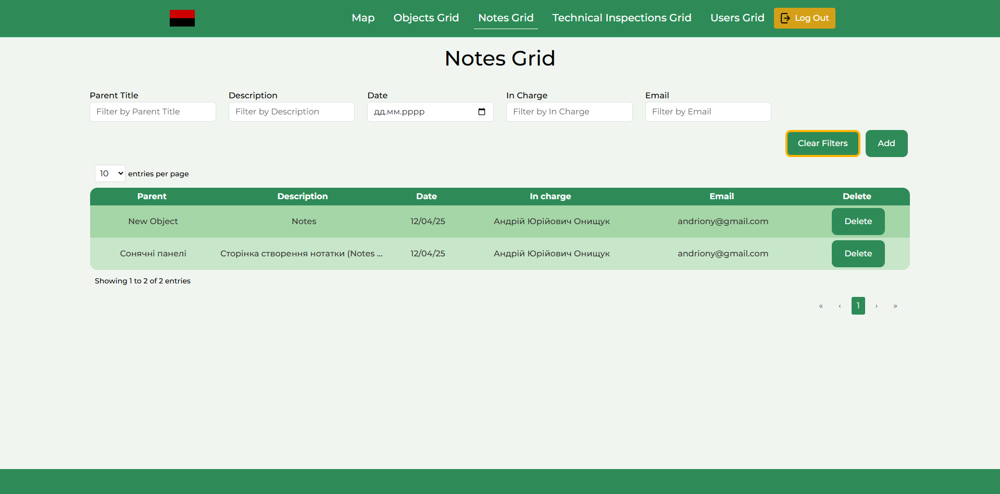 Map Objects Grid Notes Grid Technical Inspections Grid Users Grid Log Out
Notes Grid
Parent Title Description Date In Charge Email
Filter by Parent Title Filter by Description дд.мм.рррр Filter by In Charge Filter by Email
Clear Filters Add
10 entries per page
Parent Description Date In charge Email Delete
New Object Notes 12/04/25 Андрій Юрійович Онищук andriony@gmail.com Delete
Сонячні панелі Сторінка створення нотатки (Notes ... 12/04/25 Андрій Юрійович Онищук andriony@gmail.com Delete
Showing 1 to 2 of 2 entries
« ‹ 1 › »